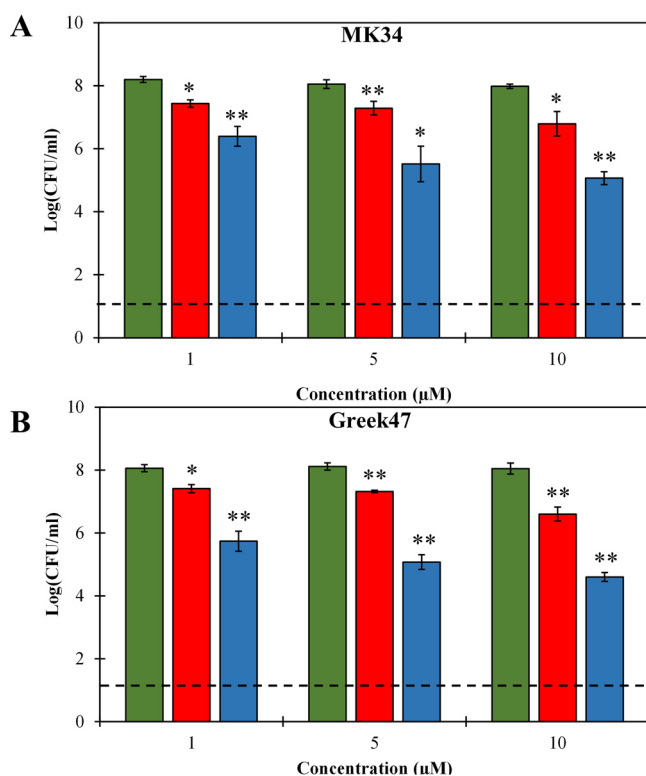 A
MK34
10
8
6
4
2
0
Log(CFU/ml)
* ** ** * * **
1 5 10
Concentration (μM)
B
Greek47
10
8
6
4
2
0
Log(CFU/ml)
* ** ** ** ** **
1 5 10
Concentration (μM)